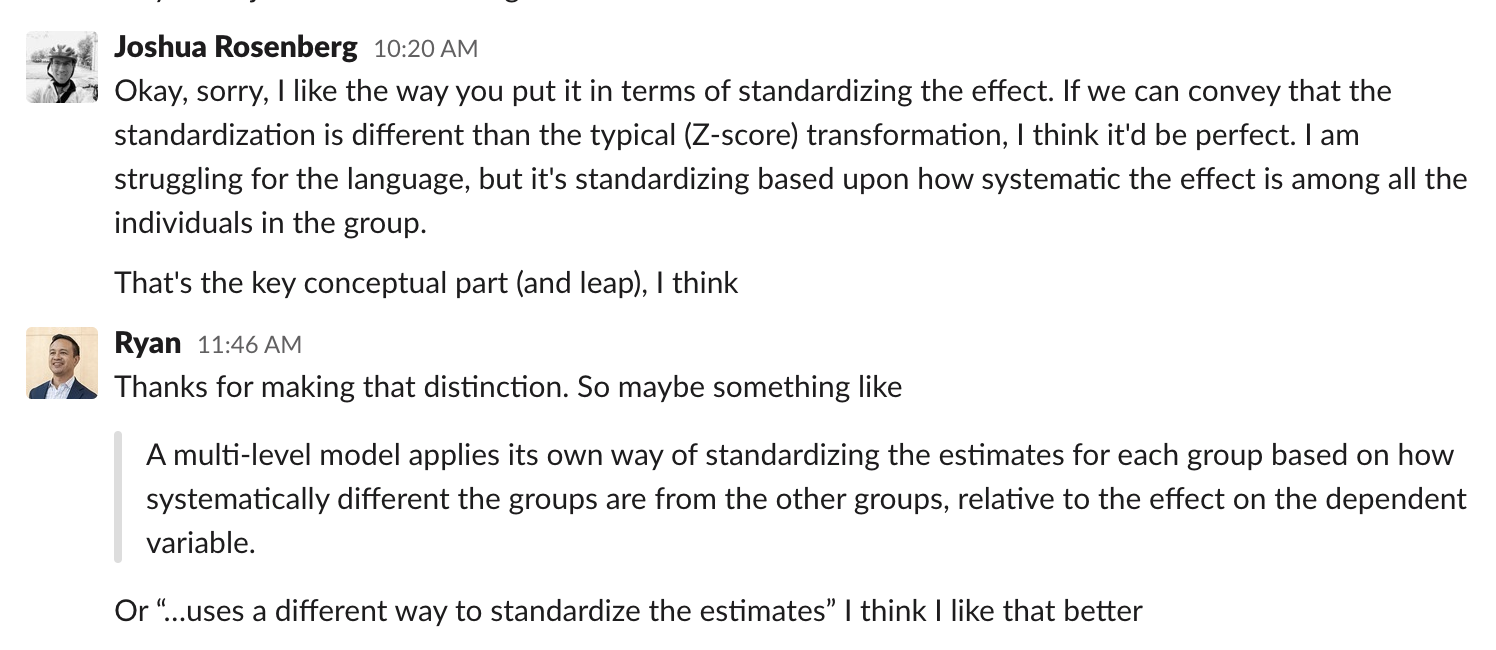 Joshua Rosenberg 10:20 AM
Okay, sorry, I like the way you put it in terms of standardizing the effect. If we can convey that the
standardization is different than the typical (Z-score) transformation, I think it'd be perfect. I am
struggling for the language, but it's standardizing based upon how systematic the effect is among all the
individuals in the group.
That's the key conceptual part (and leap), I think
Ryan 11:46 AM
Thanks for making that distinction. So maybe something like
A multi-level model applies its own way of standardizing the estimates for each group based on how
systematically different the groups are from the other groups, relative to the effect on the dependent
variable.
Or “…uses a different way to standardize the estimates” I think I like that better